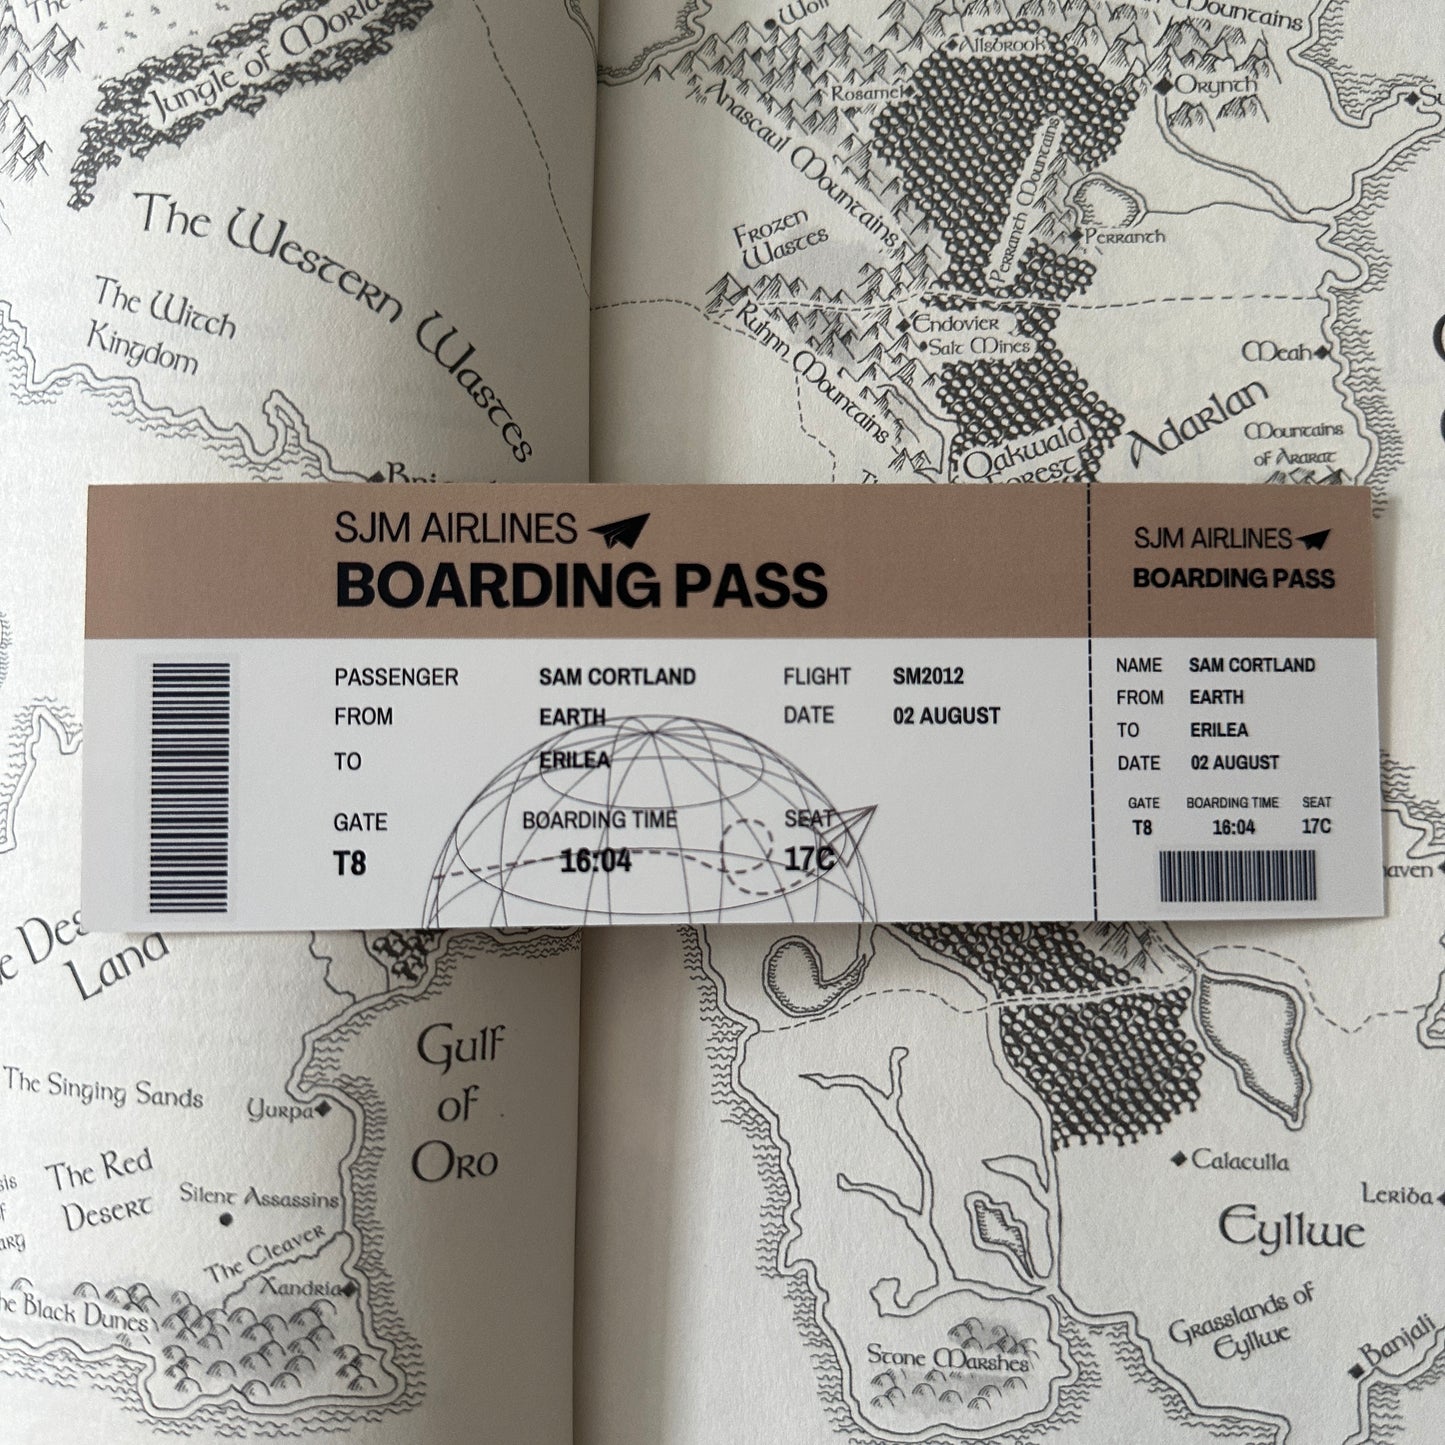 The
Jungle of Morla
Wolf
Mountains
Allsbrook
Rosamel
Orynth
Anascaul Mountains
Perranth Mountains
Perranth
Frozen
Wastes
The Western Wastes
The Witch
Kingdom
Ruhnn Mountains
Endovier
Salt Mines
Meah
Adarlan
Oakwald
Forest
Mountains
of Ararat
SJM AIRLINES
BOARDING PASS
PASSENGER SAM CORTLAND FLIGHT SM2012
FROM EARTH DATE 02 AUGUST
TO ERILEA
GATE BOARDING TIME SEAT
T8 16:04 17C
SJM AIRLINES
BOARDING PASS
NAME SAM CORTLAND
FROM EARTH
TO ERILEA
DATE 02 AUGUST
GATE BOARDING TIME SEAT
T8 16:04 17C
Land
Gulf
of
Oro
The Singing Sands
Yurpa
The Red
Desert
Silent Assassins
The Cleaver
Xandria
Black Dunes
Calaculla
Leriba
Eyllwe
Grasslands of
Eyllwe
Banjali
Stone Marshes